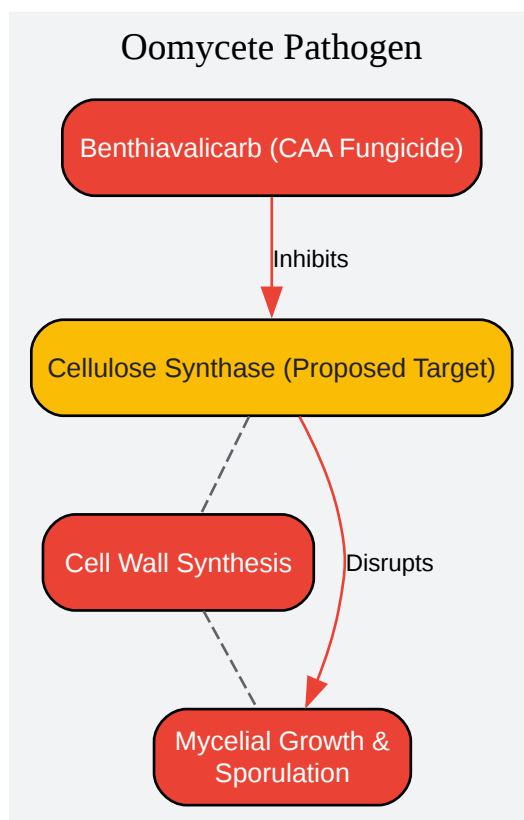 Oomycete Pathogen
Benthiavalicarb (CAA Fungicide)
Inhibits
Cellulose Synthase (Proposed Target)
Cell Wall Synthesis
Disrupts
Mycelial Growth &
Sporulation